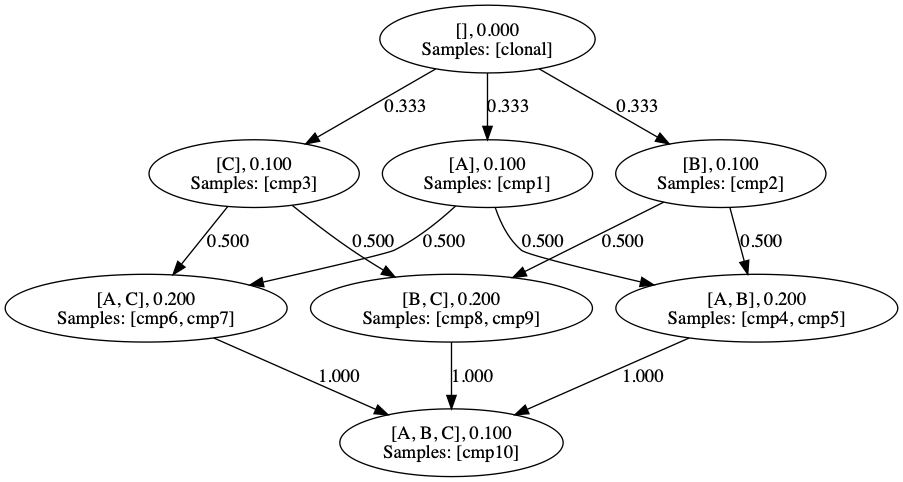 [], 0.000
Samples: [clonal]
0.333
0.333
0.333
[C], 0.100
Samples: [cmp3]
[A], 0.100
Samples: [cmp1]
[B], 0.100
Samples: [cmp2]
0.500
0.500
0.500
0.500
0.500
0.500
[A, C], 0.200
Samples: [cmp6, cmp7]
[B, C], 0.200
Samples: [cmp8, cmp9]
[A, B], 0.200
Samples: [cmp4, cmp5]
1.000
1.000
1.000
[A, B, C], 0.100
Samples: [cmp10]